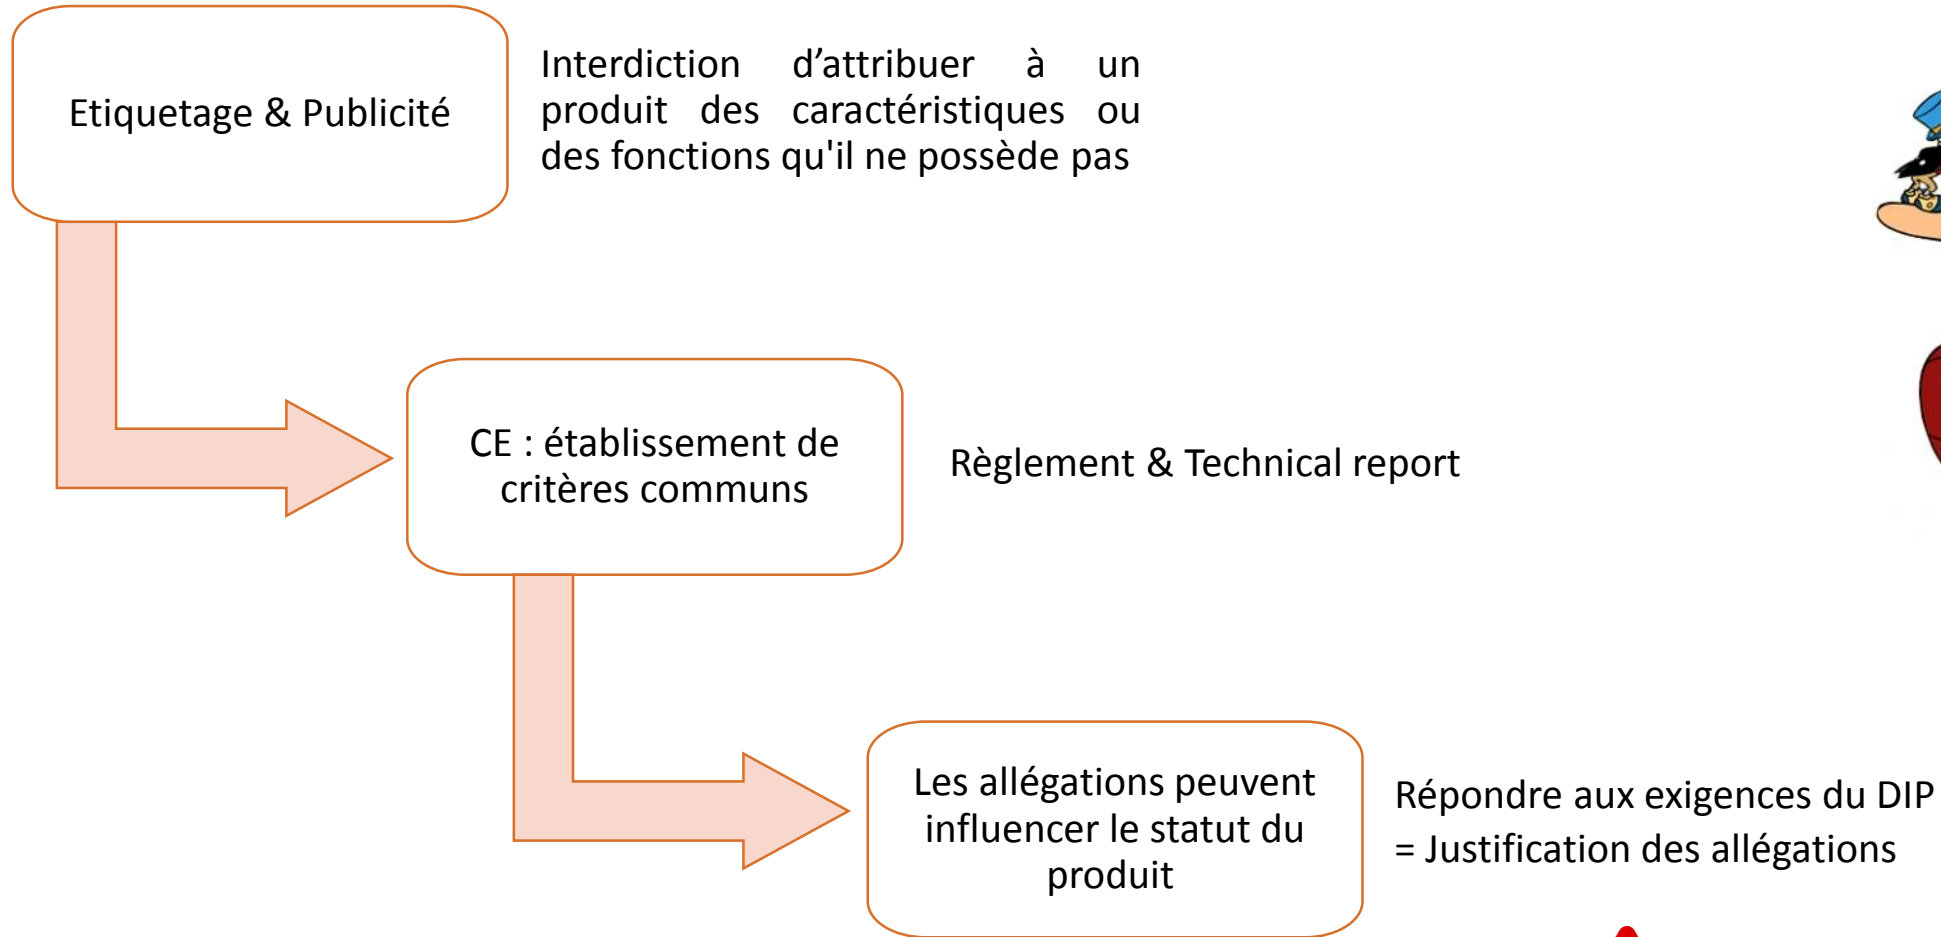 Etiquetage & Publicité
Interdiction d’attribuer à un
produit des caractéristiques ou
des fonctions qu'il ne possède pas
CE : établissement de
critères communs
Règlement & Technical report
Les allégations peuvent
influencer le statut du
produit
Répondre aux exigences du DIP
= Justification des allégations